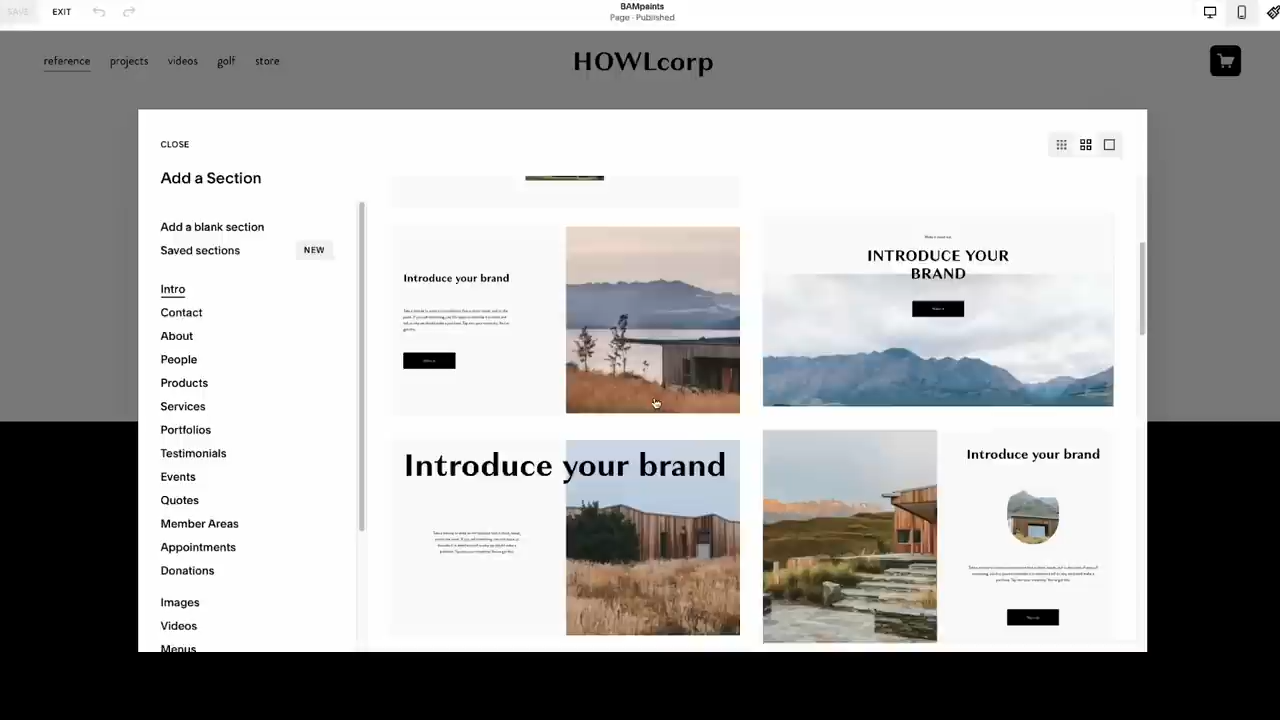 SAVE
EXIT
BAMpaints
Page · Published
reference
projects
videos
golf
store
HOWLcorp
CLOSE
Add a Section
Add a blank section
Saved sections
NEW
Intro
Contact
About
People
Products
Services
Portfolios
Testimonials
Events
Quotes
Member Areas
Appointments
Donations
Images
Videos
Menus
Introduce your brand
INTRODUCE YOUR
BRAND
Introduce your brand
Introduce your brand